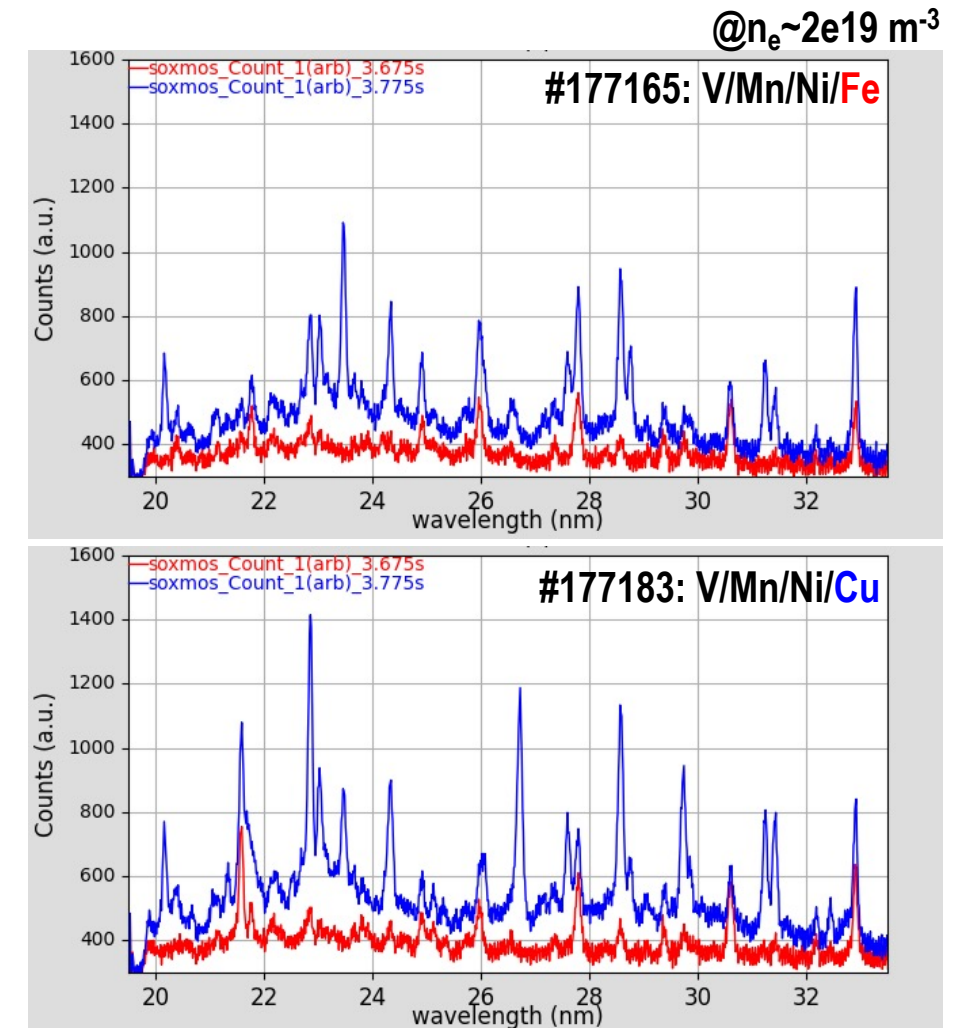 @nₑ~2e19 m⁻³
soxmos_Count_1(arb)_3.675s
soxmos_Count_1(arb)_3.775s
#177165: V/Mn/Ni/Fe
1600
1400
1200
1000
800
600
400
Counts (a.u.)
20 22 24 26 28 30 32
wavelength (nm)
soxmos_Count_1(arb)_3.675s
soxmos_Count_1(arb)_3.775s
#177183: V/Mn/Ni/Cu
1600
1400
1200
1000
800
600
400
Counts (a.u.)
20 22 24 26 28 30 32
wavelength (nm)